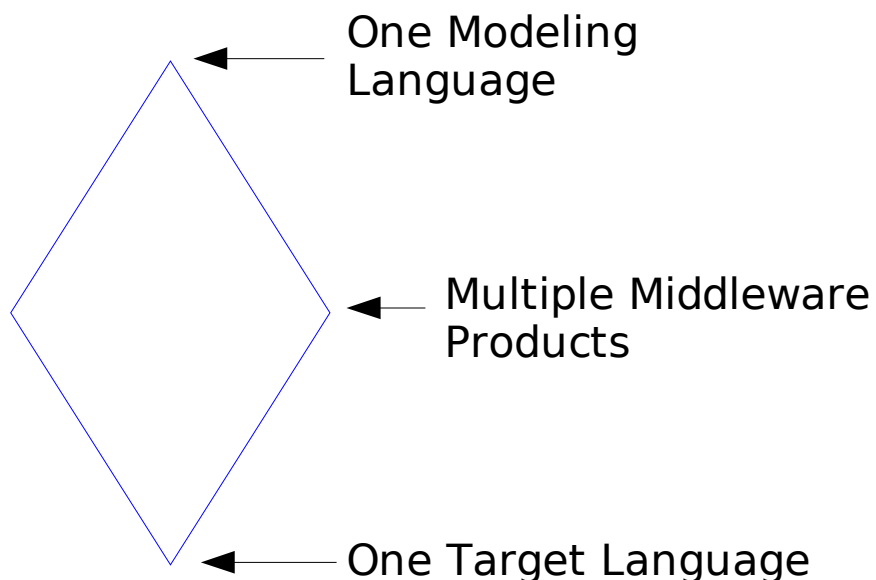 One Modeling
Language
Multiple Middleware
Products
One Target Language